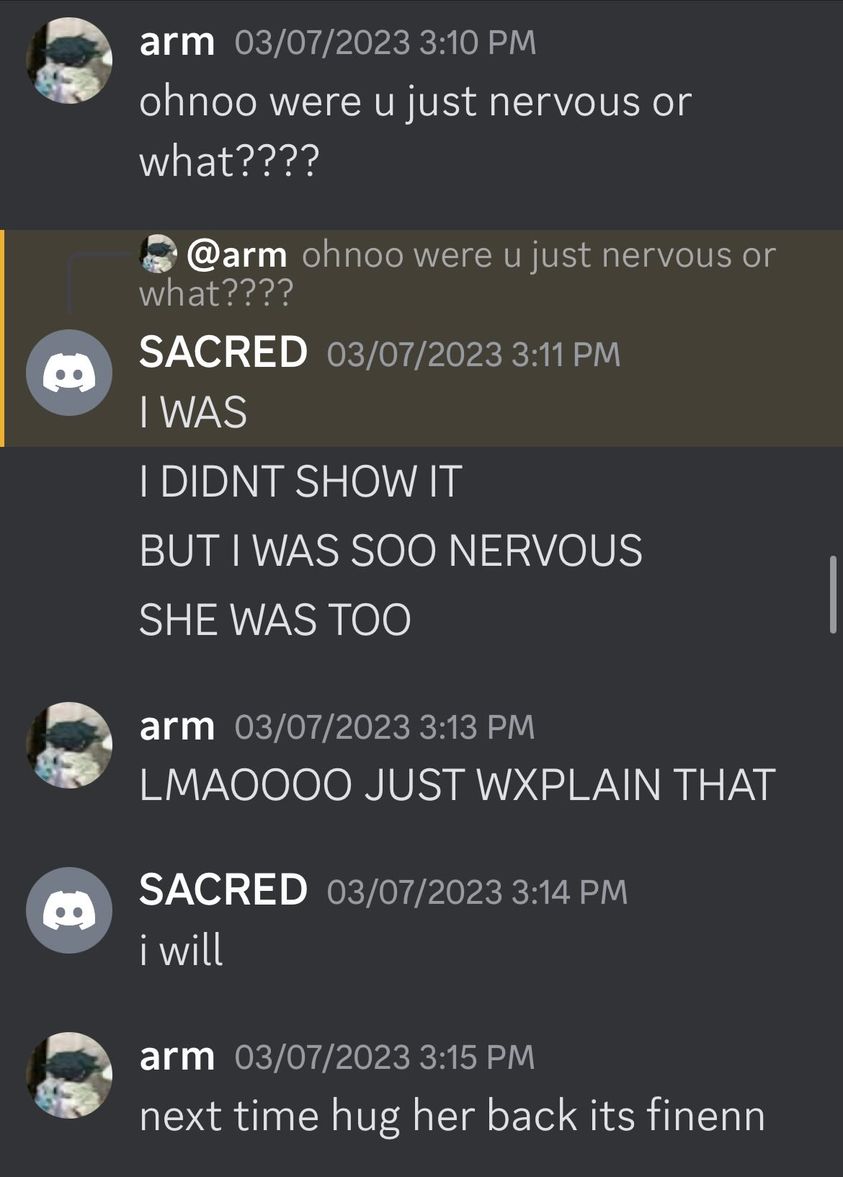 arm 03/07/2023 3:10 PM
ohnoo were u just nervous or
what????
@arm ohnoo were u just nervous or
what????
SACRED 03/07/2023 3:11 PM
I WAS
I DIDNT SHOW IT
BUT I WAS SOO NERVOUS
SHE WAS TOO
arm 03/07/2023 3:13 PM
LMAOOOO JUST WXPLAIN THAT
SACRED 03/07/2023 3:14 PM
i will
arm 03/07/2023 3:15 PM
next time hug her back its finenn